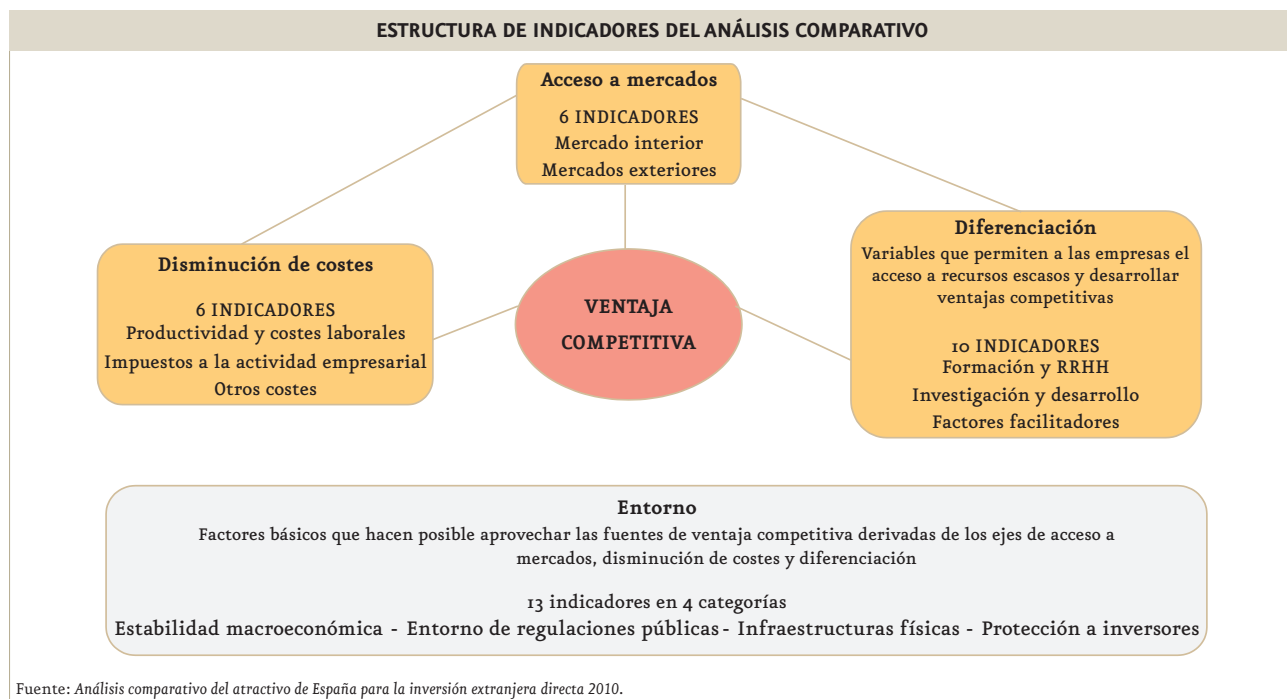 ESTRUCTURA DE INDICADORES DEL ANÁLISIS COMPARATIVO
Acceso a mercados
6 INDICADORES
Mercado interior
Mercados exteriores
Disminución de costes
6 INDICADORES
Productividad y costes laborales
Impuestos a la actividad empresarial
Otros costes
VENTAJA
COMPETITIVA
Diferenciación
Variables que permiten a las empresas el
acceso a recursos escasos y desarrollar
ventajas competitivas
10 INDICADORES
Formación y RRHH
Investigación y desarrollo
Factores facilitadores
Entorno
Factores básicos que hacen posible aprovechar las fuentes de ventaja competitiva derivadas de los ejes de acceso a
mercados, disminución de costes y diferenciación
13 indicadores en 4 categorías
Estabilidad macroeconómica - Entorno de regulaciones públicas - Infraestructuras físicas - Protección a inversores
Fuente: Análisis comparativo del atractivo de España para la inversión extranjera directa 2010.